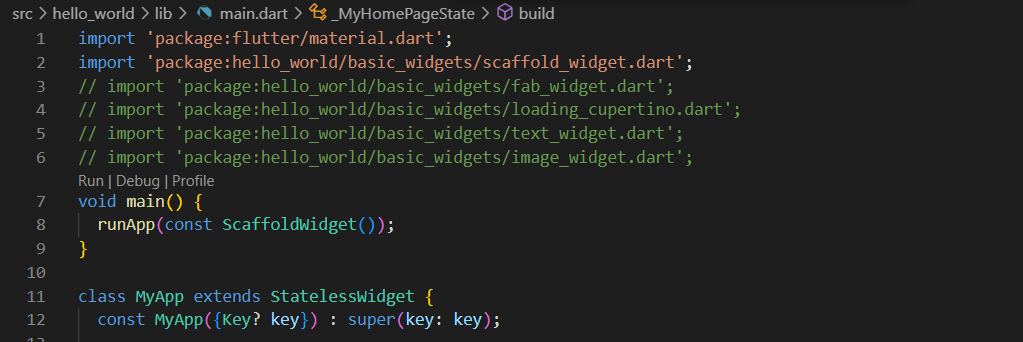 src > hello_world > lib > main.dart > _MyHomePageState > build
1 import 'package:flutter/material.dart';
2 import 'package:hello_world/basic_widgets/scaffold_widget.dart';
3 // import 'package:hello_world/basic_widgets/fab_widget.dart';
4 // import 'package:hello_world/basic_widgets/loading_cupertino.dart';
5 // import 'package:hello_world/basic_widgets/text_widget.dart';
6 // import 'package:hello_world/basic_widgets/image_widget.dart';
Run | Debug | Profile
7 void main() {
8 runApp(const ScaffoldWidget());
9 }
10
11 class MyApp extends StatelessWidget {
12 const MyApp({Key? key}) : super(key: key);